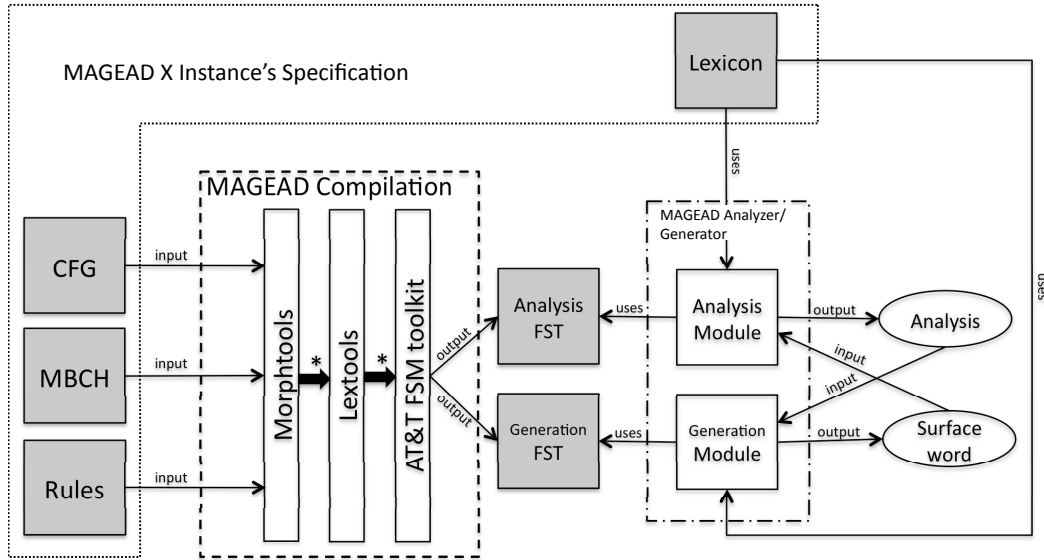 MAGEAD X Instance's Specification
Lexicon
uses
uses
MAGEAD Compilation
MAGEAD Analyzer/
Generator
CFG
input
MBCH
input
Rules
input
Morphtools
*
Lextools
*
AT&T FSM toolkit
output
output
Analysis
FST
Generation
FST
uses
uses
Analysis
Module
Generation
Module
output
input
input
output
Analysis
Surface
word